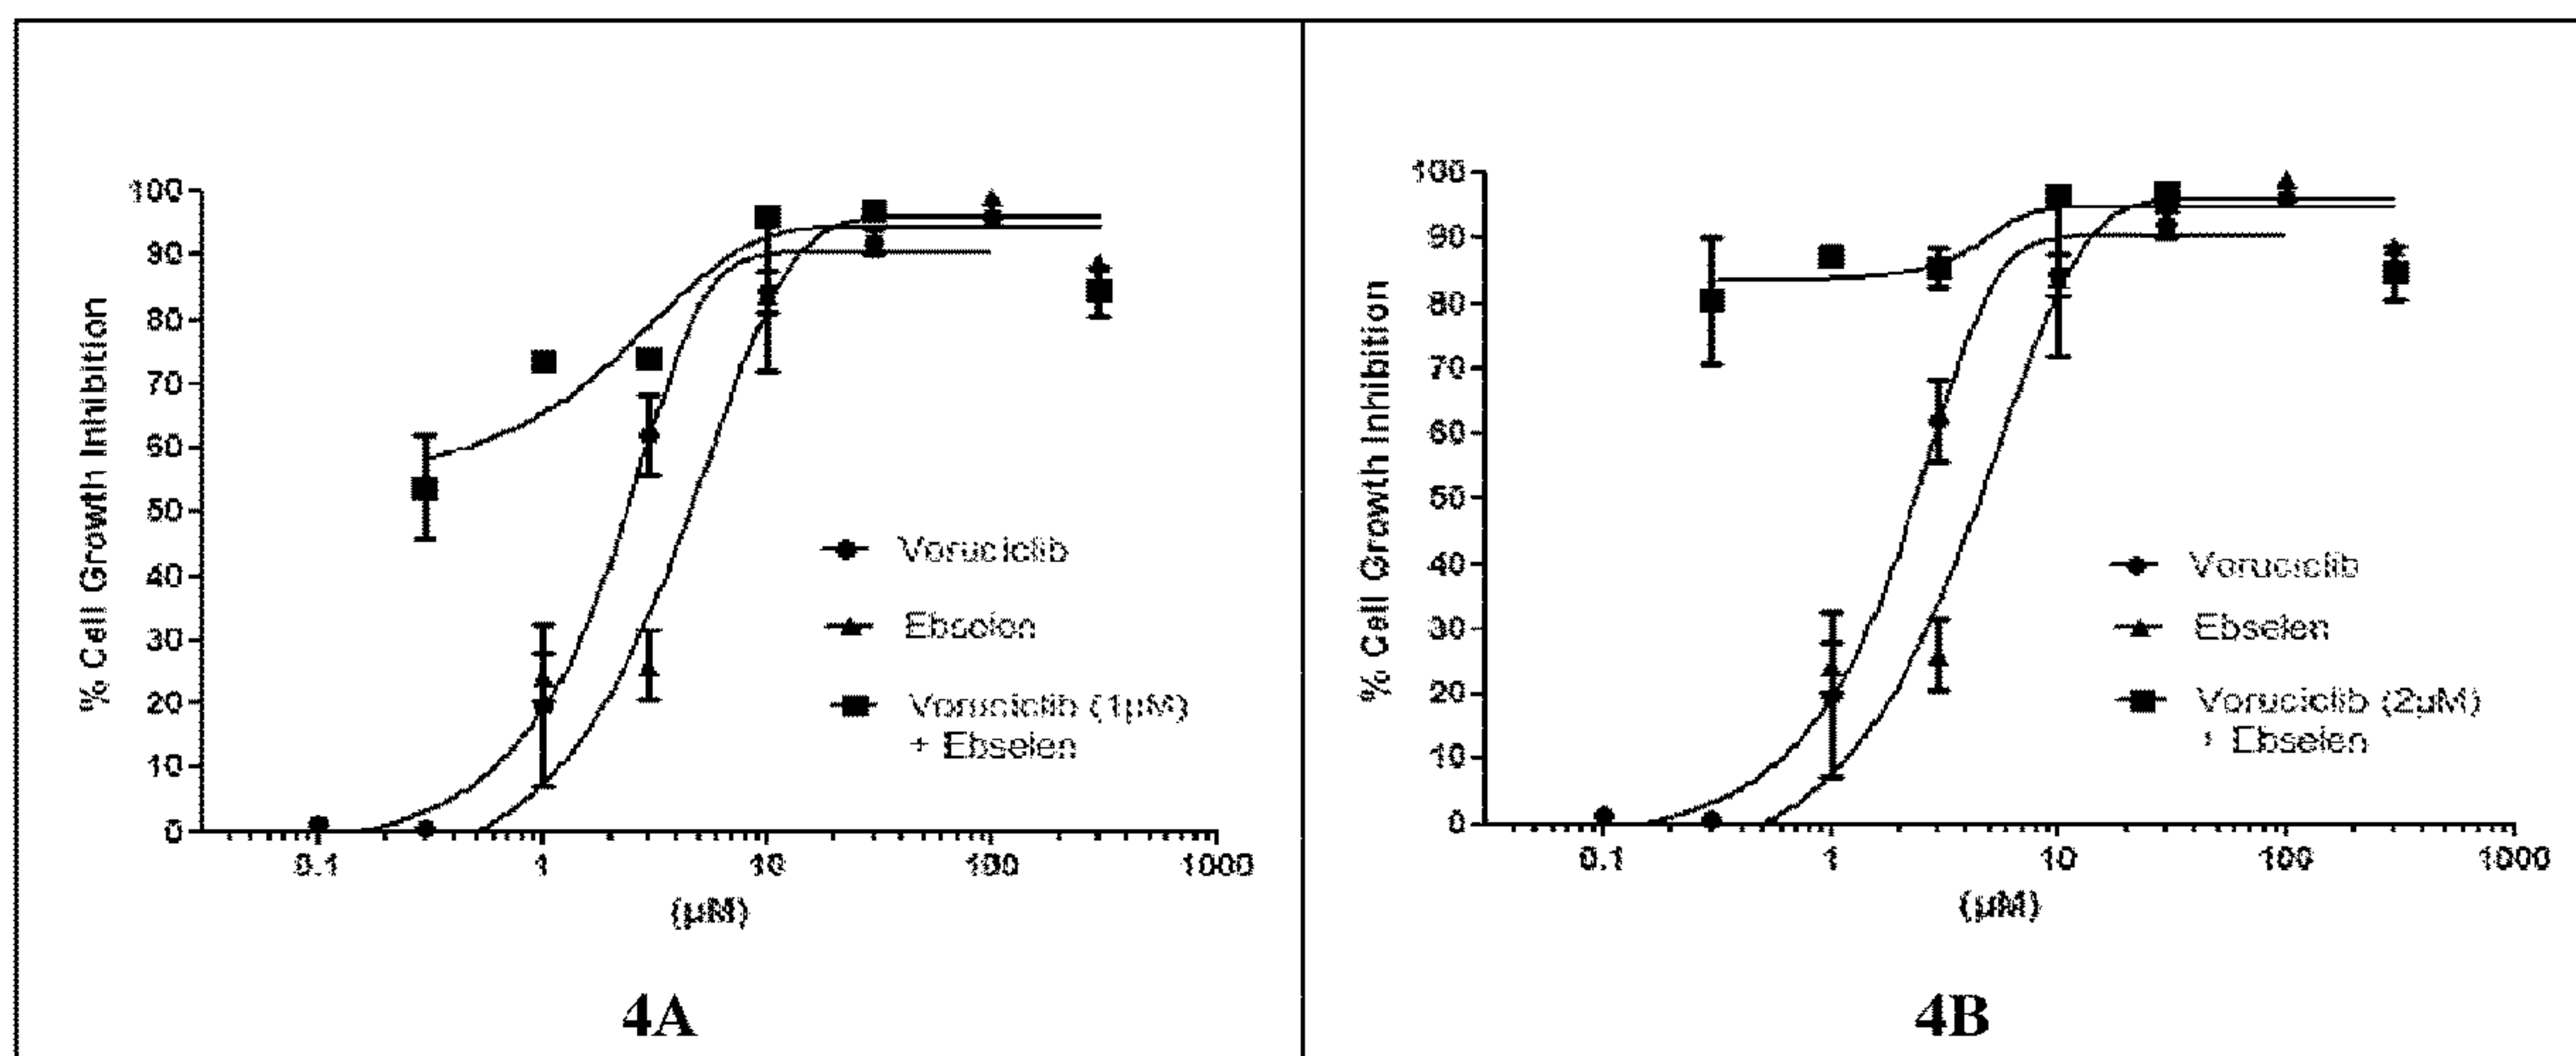 100
90
80
70
60
50
40
30
20
10
0
% Cell Growth Inhibition
0.1 1 10 100 1000
(µM)
Voruciclib
Ebselen
Voruciclib (1µM)
+ Ebselen
4A
100
90
80
70
60
50
40
30
20
10
0
% Cell Growth Inhibition
0.1 1 10 100 1000
(µM)
Voruciclib
Ebselen
Voruciclib (2µM)
+ Ebselen
4B